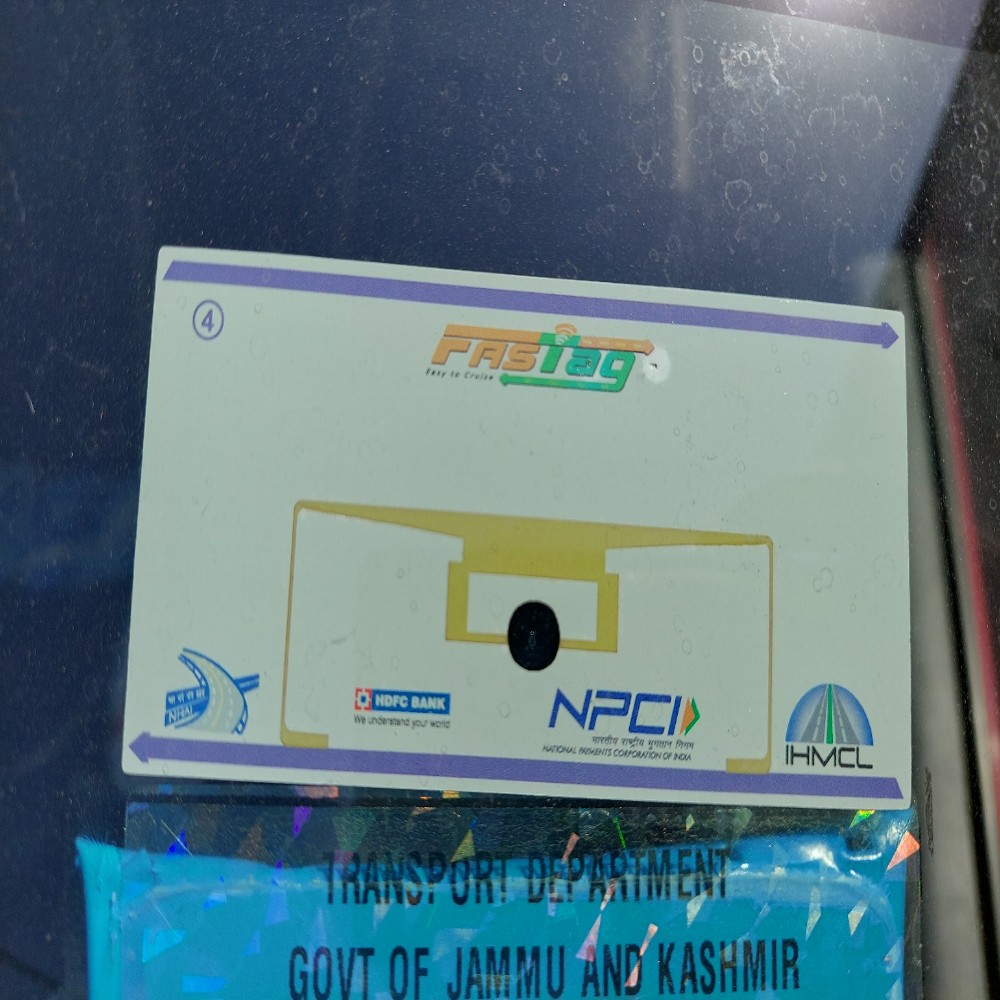 4
FASTag
Easy to Cruise
भा रा रा प्रा
NHAI
HDFC BANK
We understand your world
NPCI
भारतीय राष्ट्रीय भुगतान निगम
NATIONAL PAYMENTS CORPORATION OF INDIA
IHMCL
TRANSPORT DEPARTMENT
GOVT OF JAMMU AND KASHMIR